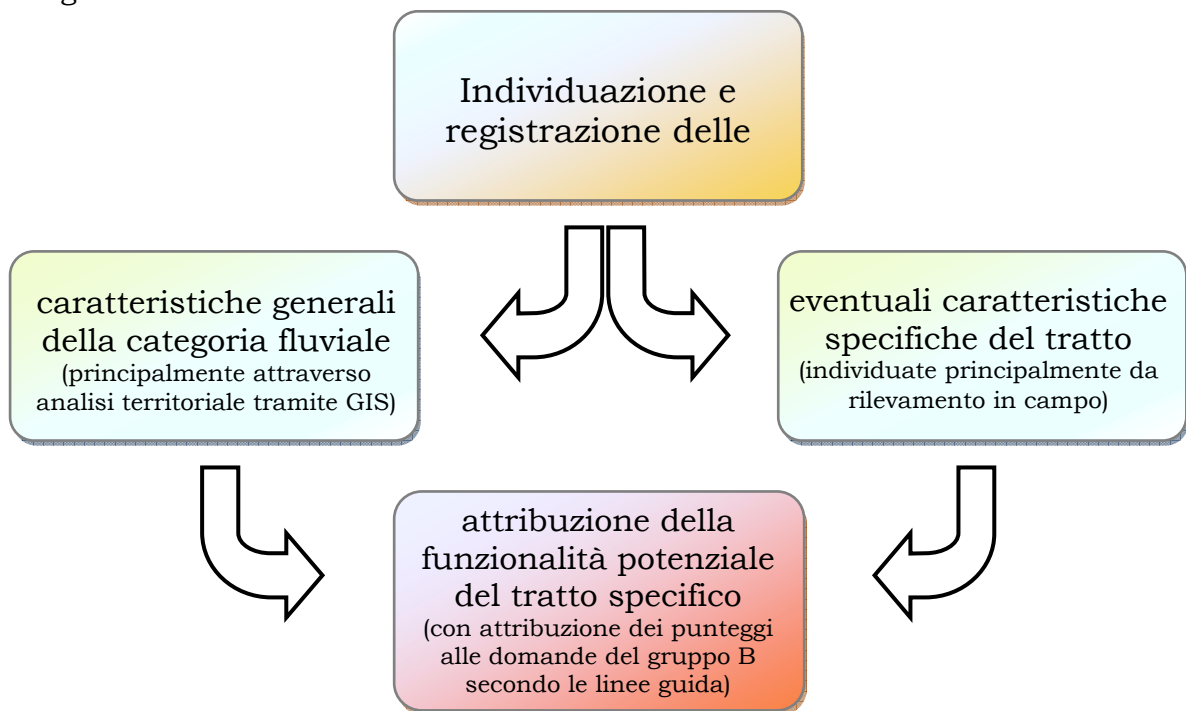 Individuazione e
registrazione delle
caratteristiche generali
della categoria fluviale
(principalmente attraverso
analisi territoriale tramite GIS)
eventuali caratteristiche
specifiche del tratto
(individuate principalmente da
rilevamento in campo)
attribuzione della
funzionalità potenziale
del tratto specifico
(con attribuzione dei punteggi
alle domande del gruppo B
secondo le linee guida)